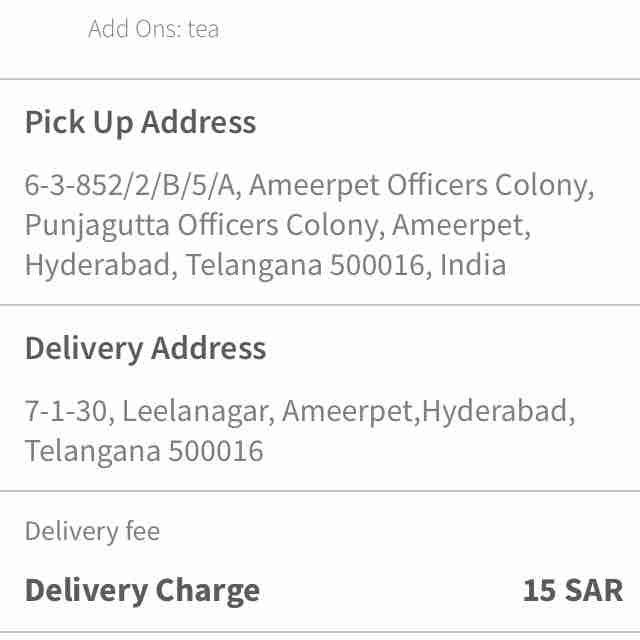 Add Ons: tea
Pick Up Address
6-3-852/2/B/5/A, Ameerpet Officers Colony,
Punjagutta Officers Colony, Ameerpet,
Hyderabad, Telangana 500016, India
Delivery Address
7-1-30, Leelanagar, Ameerpet,Hyderabad,
Telangana 500016
Delivery fee
Delivery Charge 15 SAR